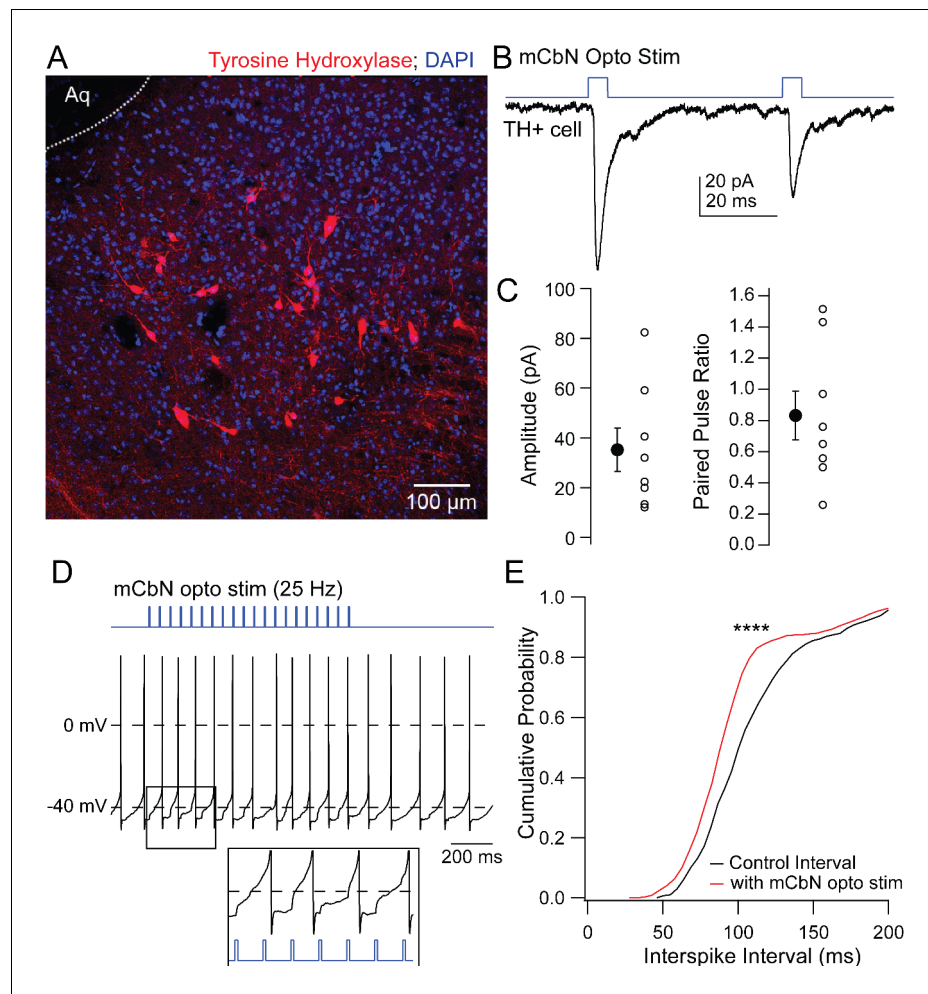 A
Tyrosine Hydroxylase; DAPI
Aq
100 µm
B
mCbN Opto Stim
TH+ cell
20 pA
20 ms
C
Amplitude (pA)
100
80
60
40
20
0
Paired Pulse Ratio
1.6
1.4
1.2
1.0
0.8
0.6
0.4
0.2
0.0
D
mCbN opto stim (25 Hz)
0 mV
-40 mV
200 ms
E
Cumulative Probability
1.0
0.8
0.6
0.4
0.2
0.0
****
Control Interval
with mCbN opto stim
0 50 100 150 200
Interspike Interval (ms)